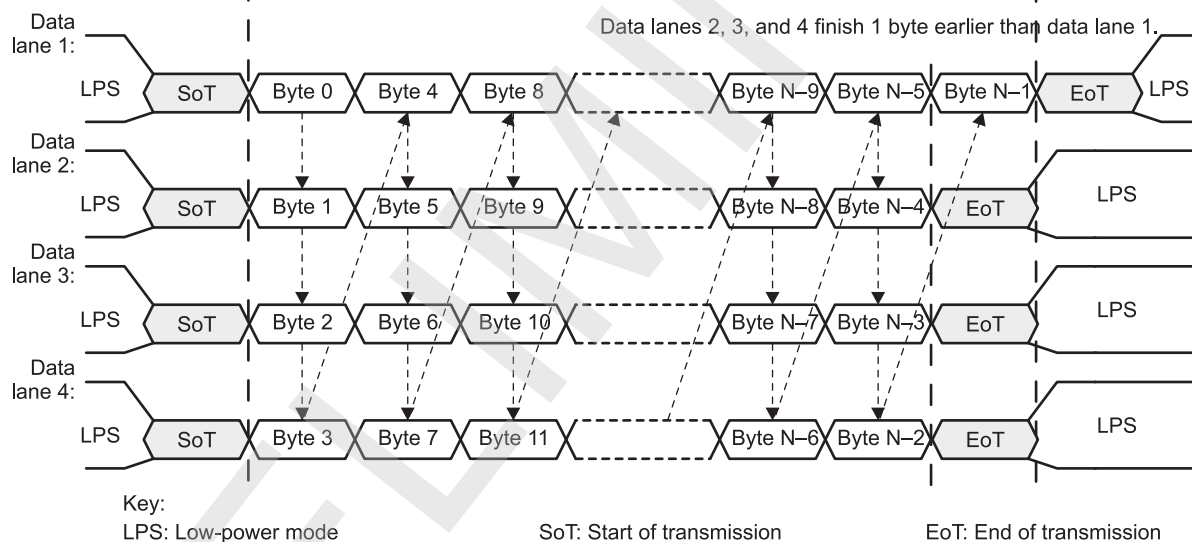 Data lanes 2, 3, and 4 finish 1 byte earlier than data lane 1.
Data
lane 1:
LPS SoT Byte 0 Byte 4 Byte 8 Byte N–9 Byte N–5 Byte N–1 EoT LPS
Data
lane 2:
LPS SoT Byte 1 Byte 5 Byte 9 Byte N–8 Byte N–4 EoT LPS
Data
lane 3:
LPS SoT Byte 2 Byte 6 Byte 10 Byte N–7 Byte N–3 EoT LPS
Data
lane 4:
LPS SoT Byte 3 Byte 7 Byte 11 Byte N–6 Byte N–2 EoT LPS
Key:
LPS: Low-power mode SoT: Start of transmission EoT: End of transmission